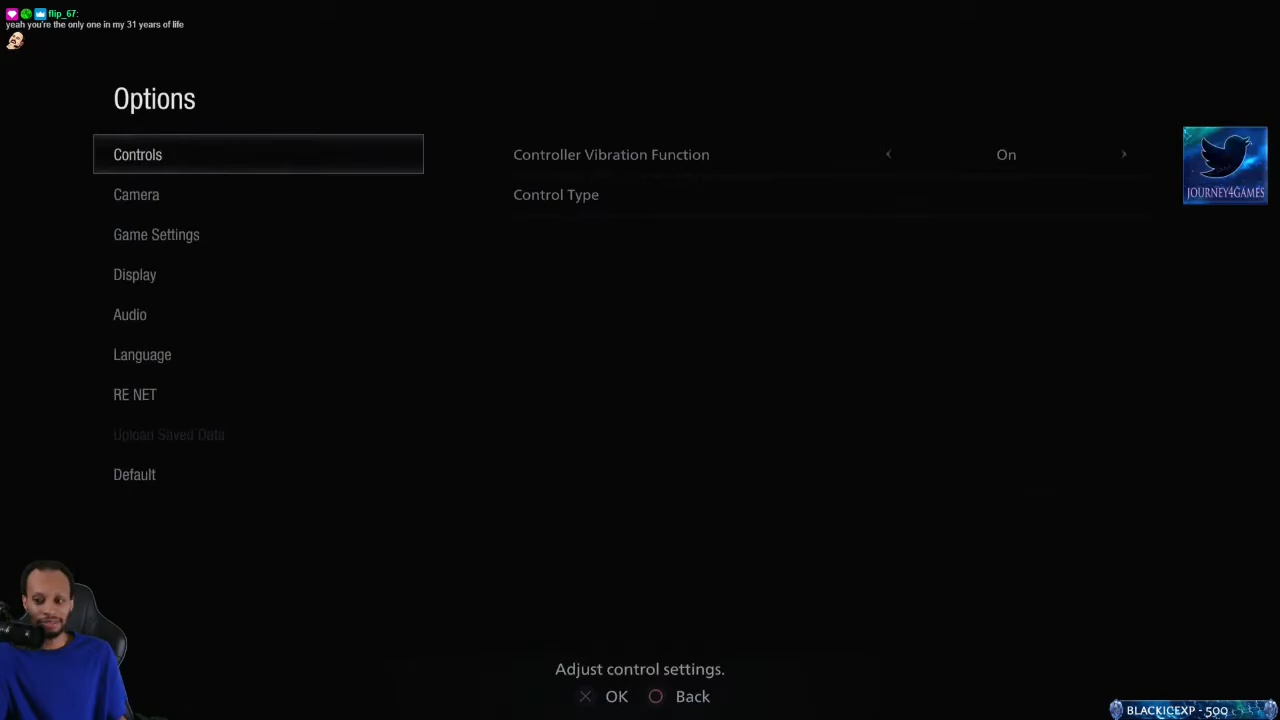 flip_67:
yeah you're the only one in my 31 years of life
Options
Controls
Camera
Game Settings
Display
Audio
Language
RE NET
Upload Saved Data
Default
Controller Vibration Function < On >
Control Type
JOURNEY4GAMES
Adjust control settings.
OK Back
BLACKICEXP - 500